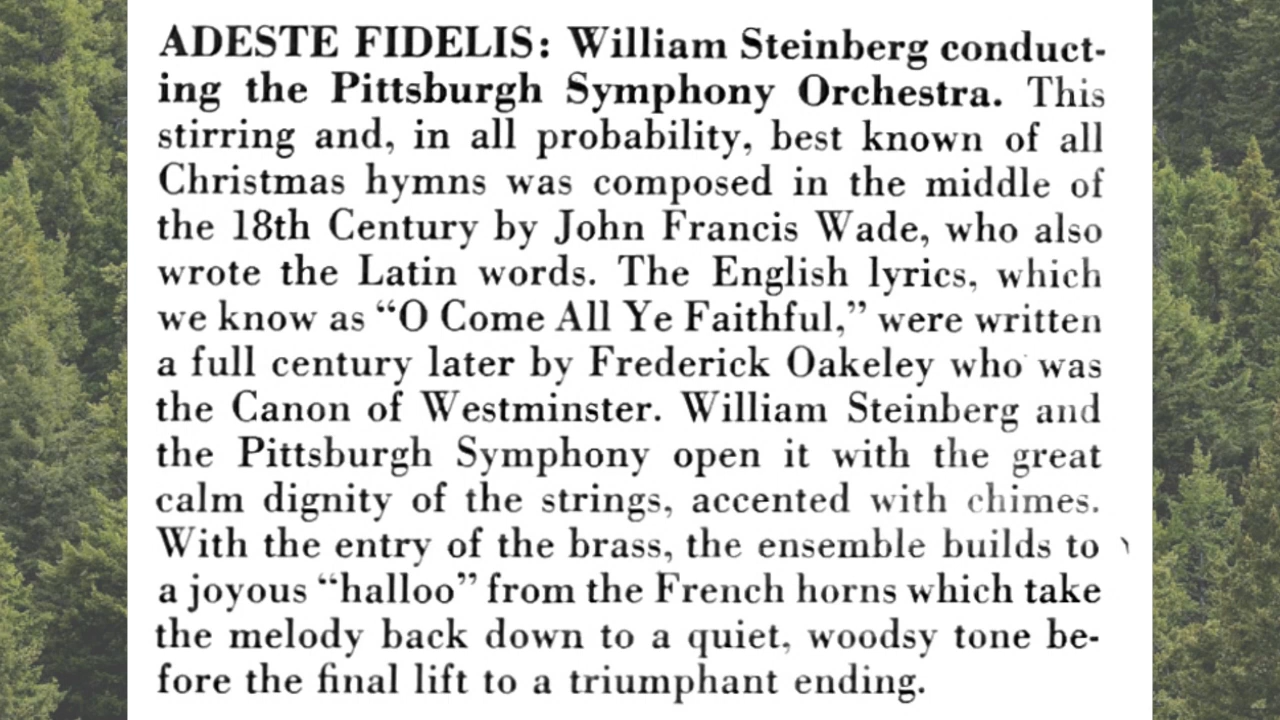 ADESTE FIDELIS: William Steinberg conduct-
ing the Pittsburgh Symphony Orchestra. This
stirring and, in all probability, best known of all
Christmas hymns was composed in the middle of
the 18th Century by John Francis Wade, who also
wrote the Latin words. The English lyrics, which
we know as “O Come All Ye Faithful,” were written
a full century later by Frederick Oakeley who was
the Canon of Westminster. William Steinberg and
the Pittsburgh Symphony open it with the great
calm dignity of the strings, accented with chimes.
With the entry of the brass, the ensemble builds to
a joyous “halloo” from the French horns which take
the melody back down to a quiet, woodsy tone be-
fore the final lift to a triumphant ending.